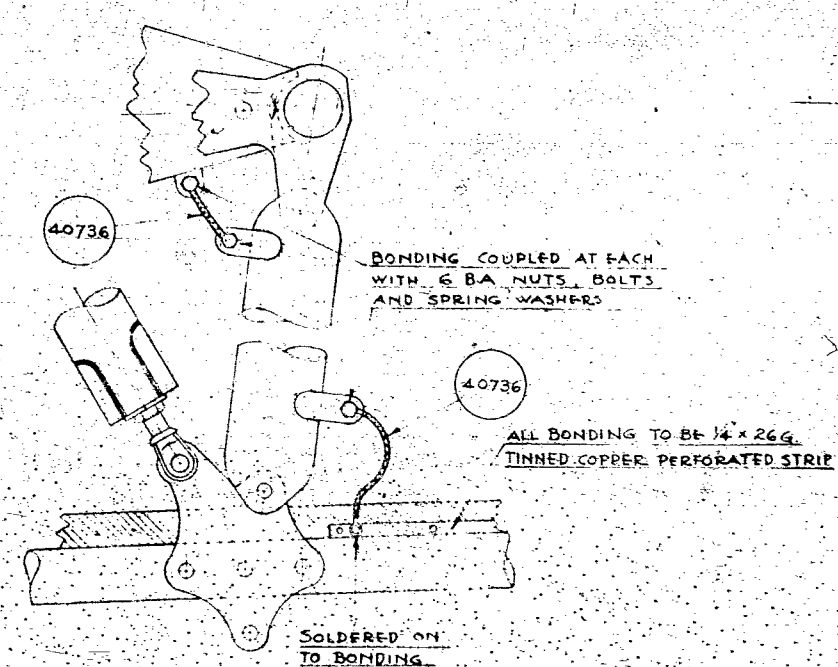 40736
BONDING COUPLED AT EACH
WITH 6 B.A NUTS, BOLTS
AND SPRING WASHERS
40736
ALL BONDING TO BE ¼ × 26G.
TINNED COPPER PERFORATED STRIP
SOLDERED ON
TO BONDING